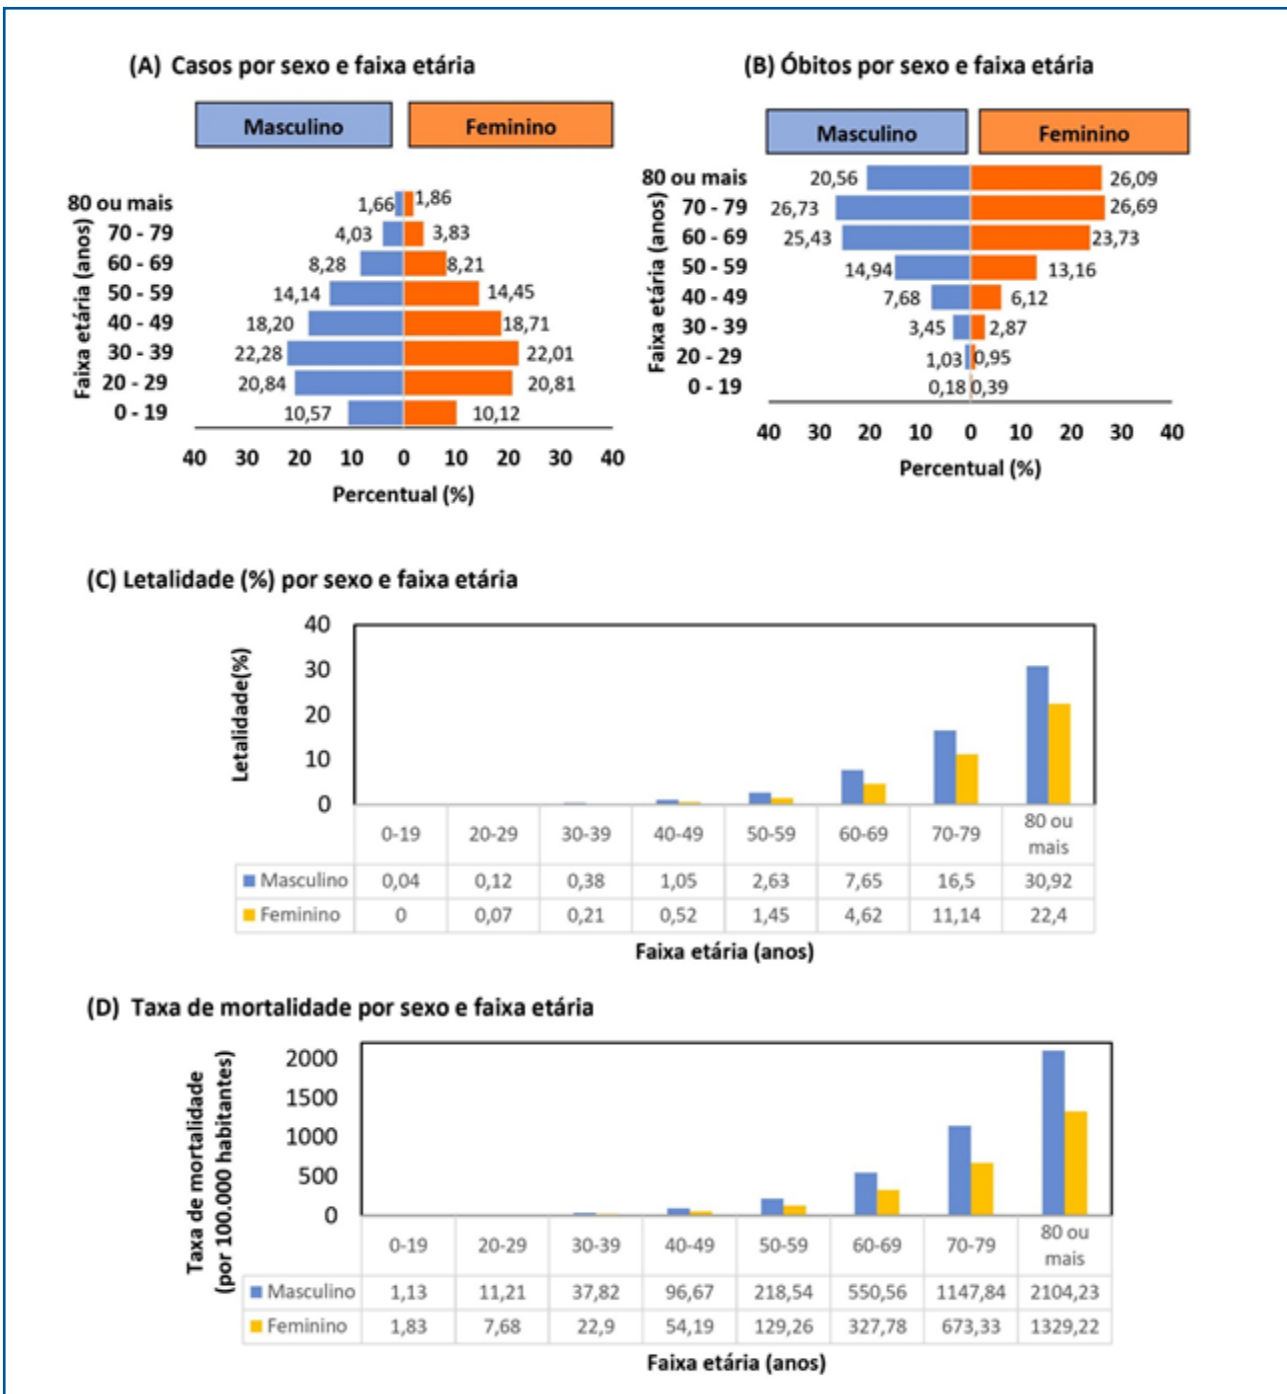 (A) Casos por sexo e faixa etária
Masculino
Feminino
Faixa etária (anos)
80 ou mais 1,66 1,86
70 - 79 4,03 3,83
60 - 69 8,28 8,21
50 - 59 14,14 14,45
40 - 49 18,20 18,71
30 - 39 22,28 22,01
20 - 29 20,84 20,81
0 - 19 10,57 10,12
40 30 20 10 0 10 20 30 40
Percentual (%)
(B) Óbitos por sexo e faixa etária
Masculino
Feminino
Faixa etária (anos)
80 ou mais 20,56 26,09
70 - 79 26,73 26,69
60 - 69 25,43 23,73
50 - 59 14,94 13,16
40 - 49 7,68 6,12
30 - 39 3,45 2,87
20 - 29 1,03 0,95
0 - 19 0,18 0,39
40 30 20 10 0 10 20 30 40
Percentual (%)
(C) Letalidade (%) por sexo e faixa etária
Letalidade(%)
40
30
20
10
0
0-19 20-29 30-39 40-49 50-59 60-69 70-79 80 ou mais
Masculino 0,04 0,12 0,38 1,05 2,63 7,65 16,5 30,92
Feminino 0 0,07 0,21 0,52 1,45 4,62 11,14 22,4
Faixa etária (anos)
(D) Taxa de mortalidade por sexo e faixa etária
Taxa de mortalidade
(por 100.000 habitantes)
2000
1500
1000
500
0
0-19 20-29 30-39 40-49 50-59 60-69 70-79 80 ou mais
Masculino 1,13 11,21 37,82 96,67 218,54 550,56 1147,84 2104,23
Feminino 1,83 7,68 22,9 54,19 129,26 327,78 673,33 1329,22
Faixa etária (anos)